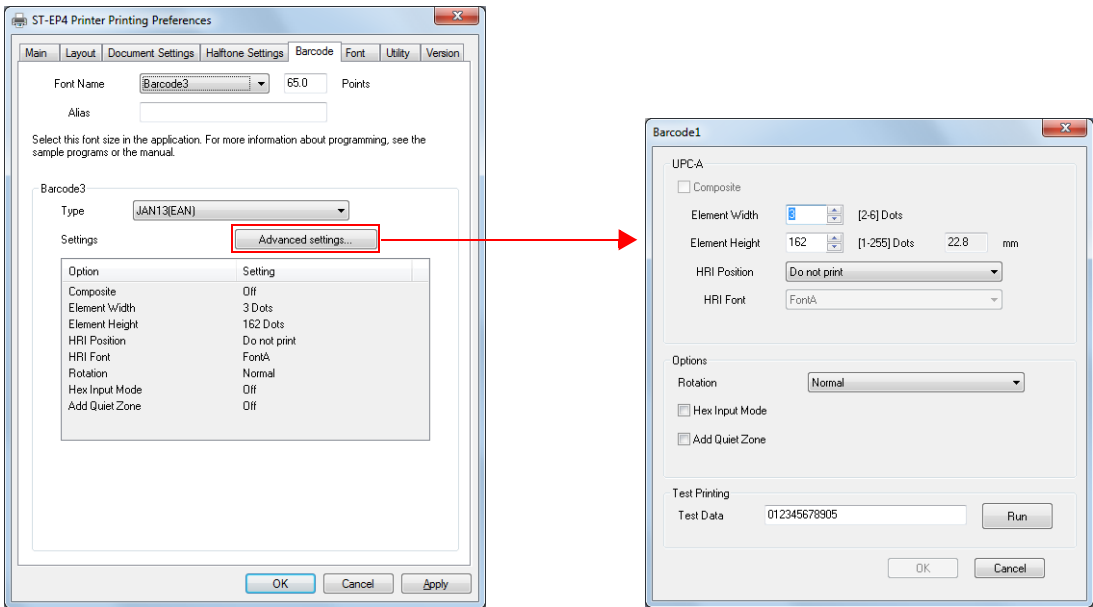 ST-EP4 Printer Printing Preferences
Main Layout Document Settings Halftone Settings Barcode Font Utility Version
Font Name Barcode3 65.0 Points
Alias
Select this font size in the application. For more information about programming, see the
sample programs or the manual.
Barcode3
Type JAN13(EAN)
Settings Advanced settings...
Option Setting
Composite Off
Element Width 3 Dots
Element Height 162 Dots
HRI Position Do not print
HRI Font FontA
Rotation Normal
Hex Input Mode Off
Add Quiet Zone Off
OK Cancel Apply
Barcode1
UPC-A
Composite
Element Width 3 [2-6] Dots
Element Height 162 [1-255] Dots 22.8 mm
HRI Position Do not print
HRI Font FontA
Options
Rotation Normal
Hex Input Mode
Add Quiet Zone
Test Printing
Test Data 012345678905 Run
OK Cancel